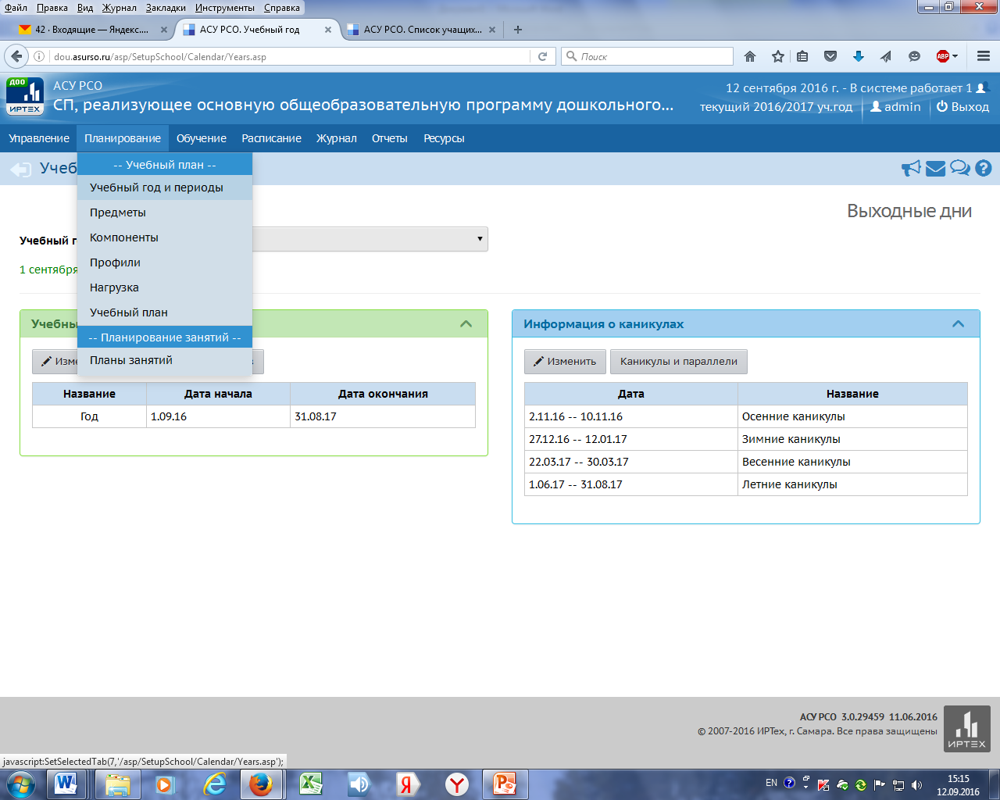 Файл Правка Вид Журнал Закладки Инструменты Справка
42 · Входящие — Яндекс.... АСУ РСО. Учебный год АСУ РСО. Список учащих...
dou.asurso.ru/asp/SetupSchool/Calendar/Years.asp Поиск ABP
ДОО
ИРТЕХ
АСУ РСО
СП, реализующее основную общеобразовательную программу дошкольного...
12 сентября 2016 г. - В системе работает 1
текущий 2016/2017 уч.год admin Выход
Управление Планирование Обучение Расписание Журнал Отчеты Ресурсы
Учеб
-- Учебный план --
Учебный год и периоды
Предметы
Компоненты
Профили
Нагрузка
Учебный план
-- Планирование занятий --
Планы занятий
Выходные дни
Учебный г
1 сентября
Учебны
Изме
Название Дата начала Дата окончания
Год 1.09.16 31.08.17
Информация о каникулах
Изменить Каникулы и параллели
Дата Название
2.11.16 -- 10.11.16 Осенние каникулы
27.12.16 -- 12.01.17 Зимние каникулы
22.03.17 -- 30.03.17 Весенние каникулы
1.06.17 -- 31.08.17 Летние каникулы
АСУ РСО 3.0.29459 11.06.2016
© 2007-2016 ИРТех, г. Самара. Все права защищены
ИРТЕХ
javascript:SetSelectedTab(7,'/asp/SetupSchool/Calendar/Years.asp');
EN
15:15
12.09.2016